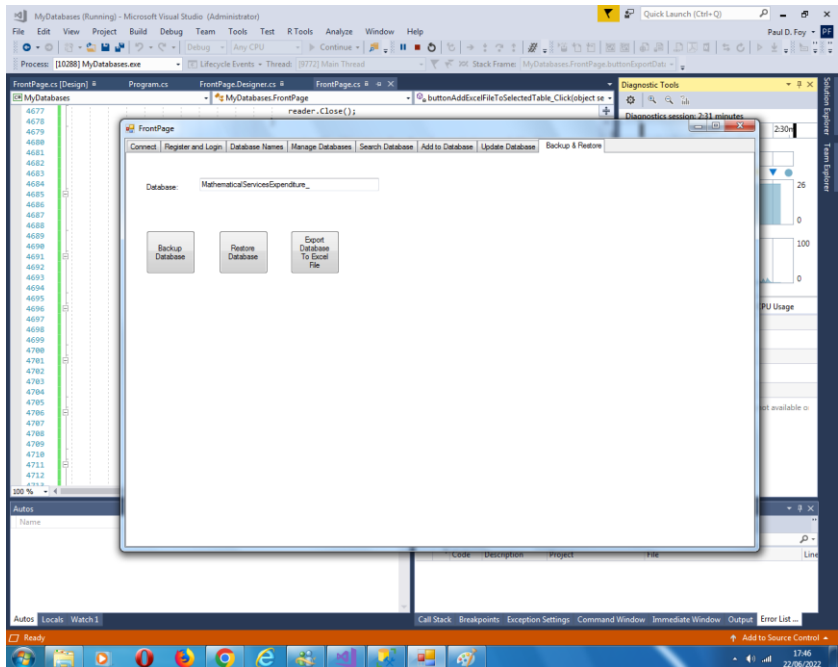 MyDatabases (Running) - Microsoft Visual Studio (Administrator)
Quick Launch (Ctrl+Q)
File Edit View Project Build Debug Team Tools Test R Tools Analyze Window Help
Paul D. Foy PF
Debug Any CPU Continue
Process: [10288] MyDatabases.exe Lifecycle Events Thread: [9772] Main Thread Stack Frame: MyDatabases.FrontPage.buttonExportDat
FrontPage.cs [Design] Program.cs FrontPage.Designer.cs FrontPage.cs
Diagnostic Tools
MyDatabases MyDatabases.FrontPage buttonAddExcelFileToSelectedTable_Click(object se
Solution Explorer
Team Explorer
Diagnostics session: 2:31 minutes
2:30m
26
0
100
0
CPU Usage
not available
4677 reader.Close();
4678
4679
4680
4681
4682
4683
4684
4685
4686
4687
4688
4689
4690
4691
4692
4693
4694
4695
4696
4697
4698
4699
4700
4701
4702
4703
4704
4705
4706
4707
4708
4709
4710
4711
4712
100 %
FrontPage
Connect Register and Login Database Names Manage Databases Search Database Add to Database Update Database Backup & Restore
Database: MathematicalServicesExpenditure_
Backup
Database
Restore
Database
Export
Database
To Excel
File
Autos
Name
Code Description Project File Line
Autos Locals Watch 1
Call Stack Breakpoints Exception Settings Command Window Immediate Window Output Error List ...
Ready
Add to Source Control
17:46
22/06/2022